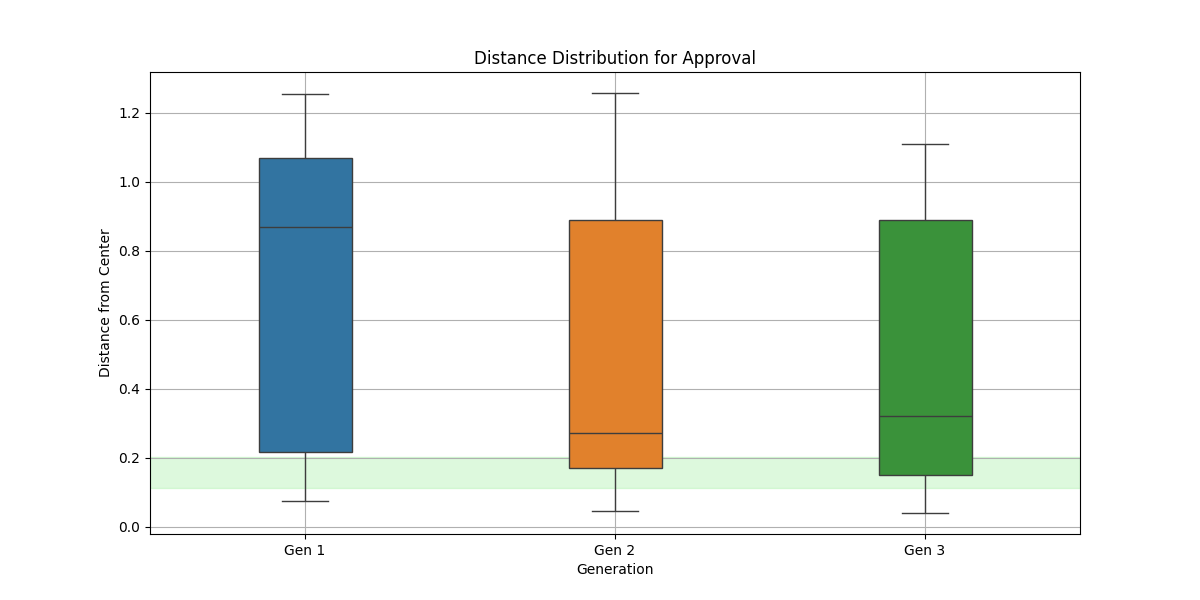 Distance Distribution for Approval
Distance from Center
1.2
1.0
0.8
0.6
0.4
0.2
0.0
Gen 1
Gen 2
Gen 3
Generation